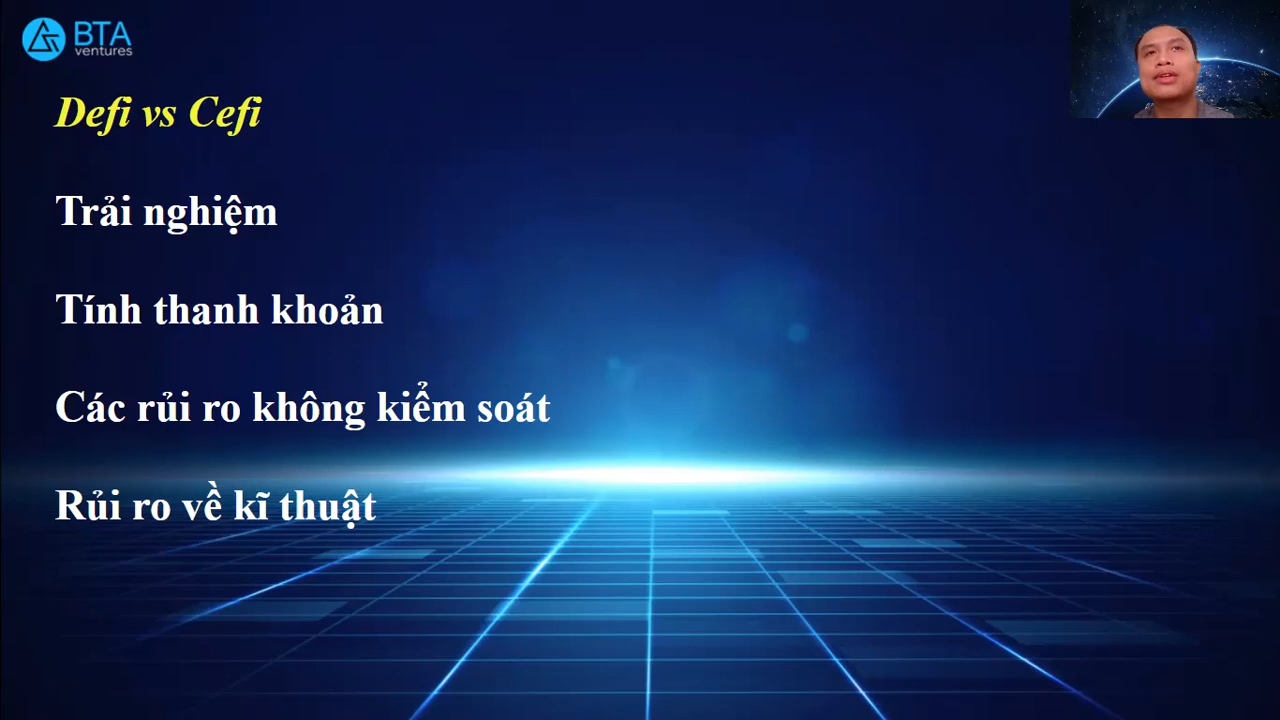 BTA
ventures
Defi vs Cefi
Trải nghiệm
Tính thanh khoản
Các rủi ro không kiểm soát
Rủi ro về kĩ thuật